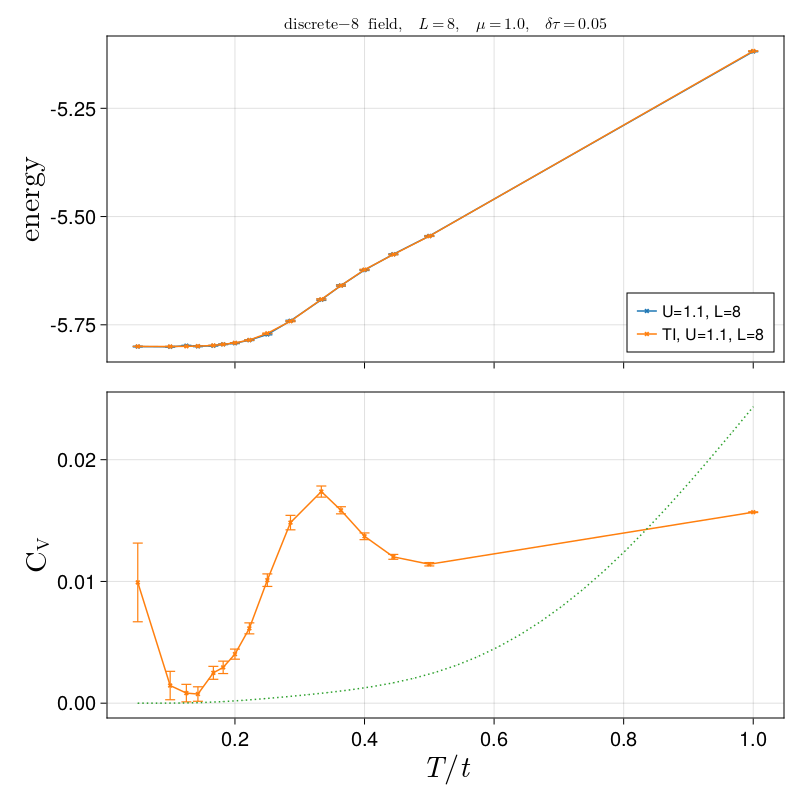 discrete−8 field, L=8, μ=1.0, δτ=0.05
energy
-5.25
-5.50
-5.75
U=1.1, L=8
TI, U=1.1, L=8
C_V
0.02
0.01
0.00
0.2 0.4 0.6 0.8 1.0
T/t